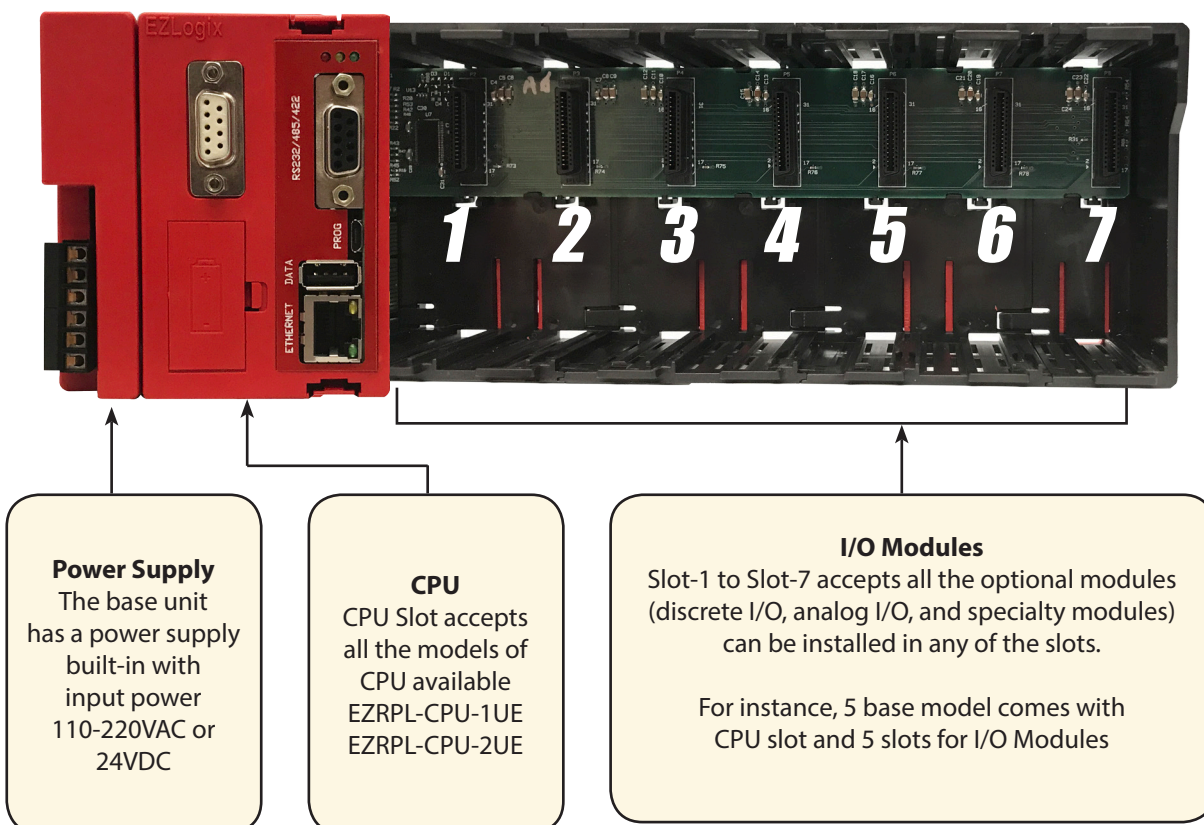 EZLogix
RS232/485/422
PROG
DATA
ETHERNET
1 2 3 4 5 6 7
Power Supply
The base unit
has a power supply
built-in with
input power
110-220VAC or
24VDC
CPU
CPU Slot accepts
all the models of
CPU available
EZRPL-CPU-1UE
EZRPL-CPU-2UE
I/O Modules
Slot-1 to Slot-7 accepts all the optional modules
(discrete I/O, analog I/O, and specialty modules)
can be installed in any of the slots.
For instance, 5 base model comes with
CPU slot and 5 slots for I/O Modules